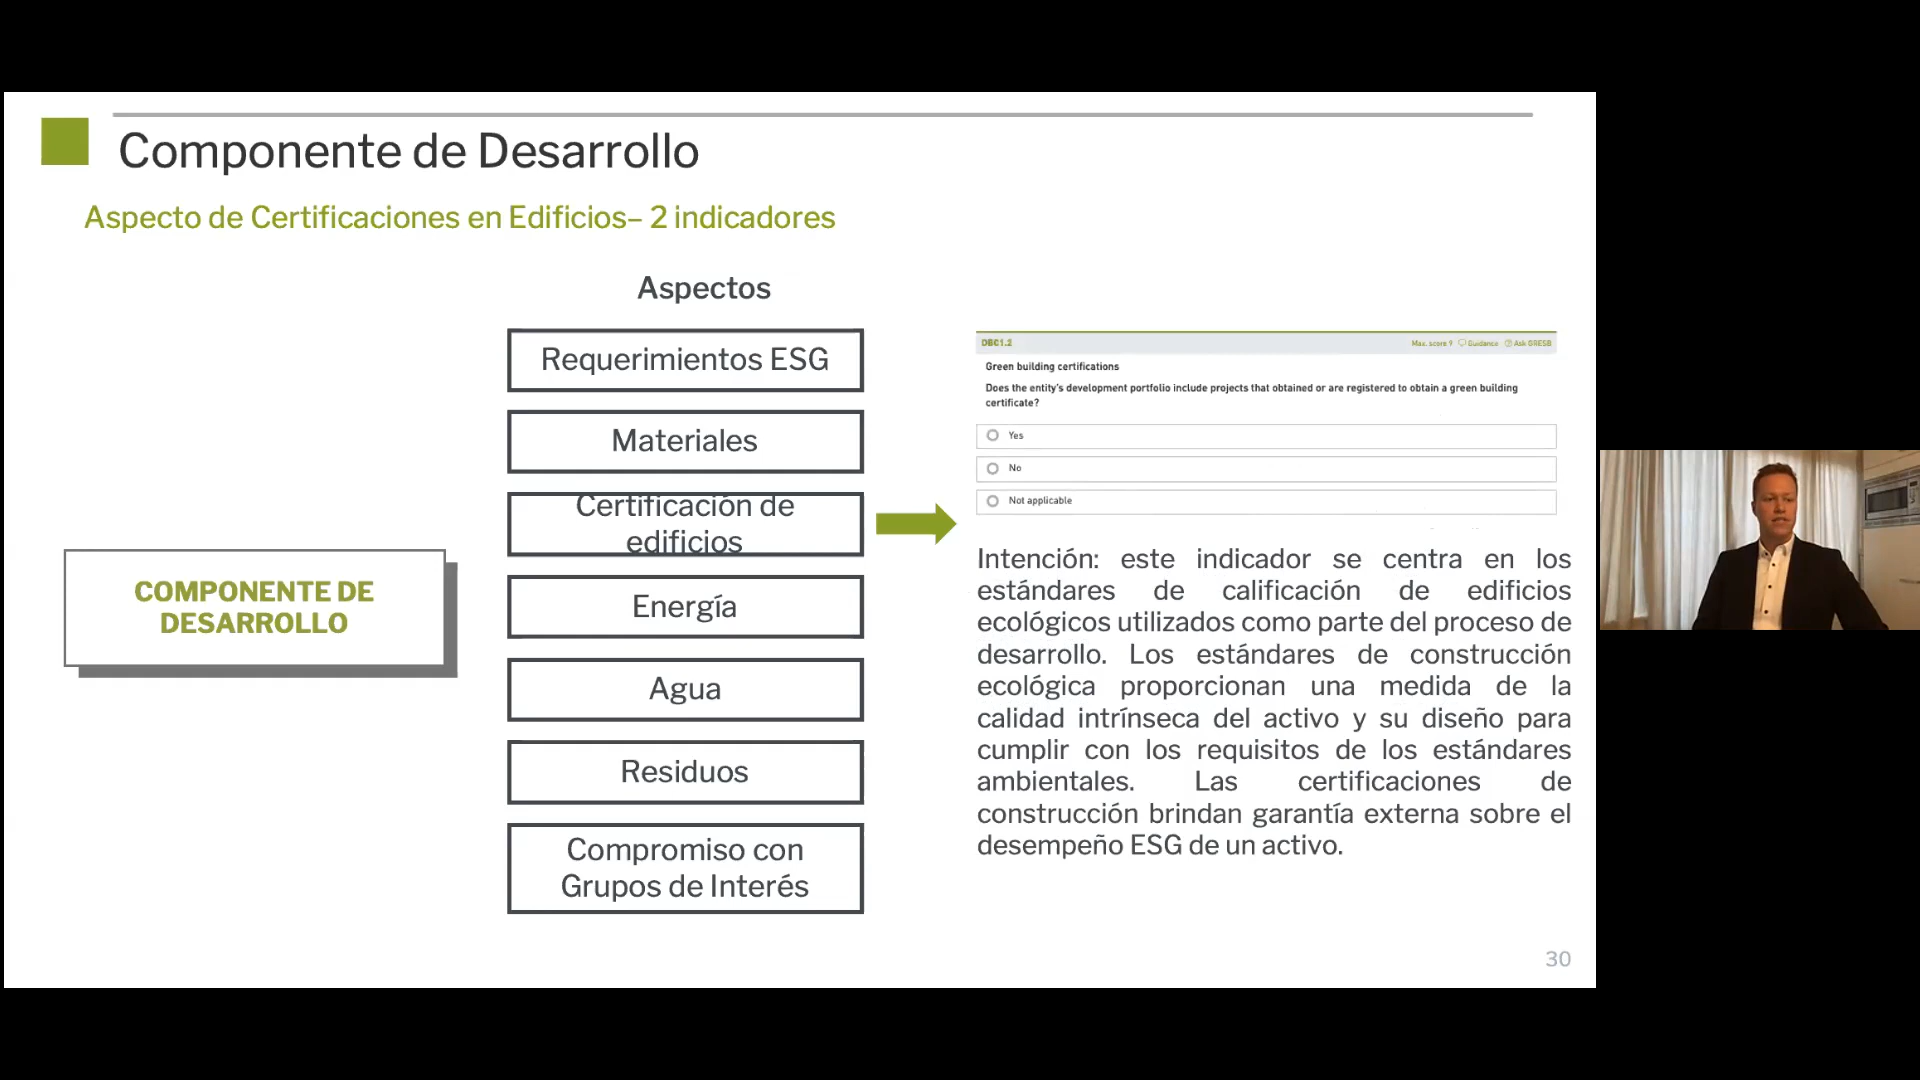 Componente de Desarrollo
Aspecto de Certificaciones en Edificios– 2 indicadores
Aspectos
Requerimientos ESG
Materiales
Certificación de
edificios
Energía
Agua
Residuos
Compromiso con
Grupos de Interés
COMPONENTE DE
DESARROLLO
DBC1.2
Max. score 9 Guidance Ask GRESB
Green building certifications
Does the entity's development portfolio include projects that obtained or are registered to obtain a green building
certificate?
Yes
No
Not applicable
Intención: este indicador se centra en los
estándares de calificación de edificios
ecológicos utilizados como parte del proceso de
desarrollo. Los estándares de construcción
ecológica proporcionan una medida de la
calidad intrínseca del activo y su diseño para
cumplir con los requisitos de los estándares
ambientales. Las certificaciones de
construcción brindan garantía externa sobre el
desempeño ESG de un activo.
30